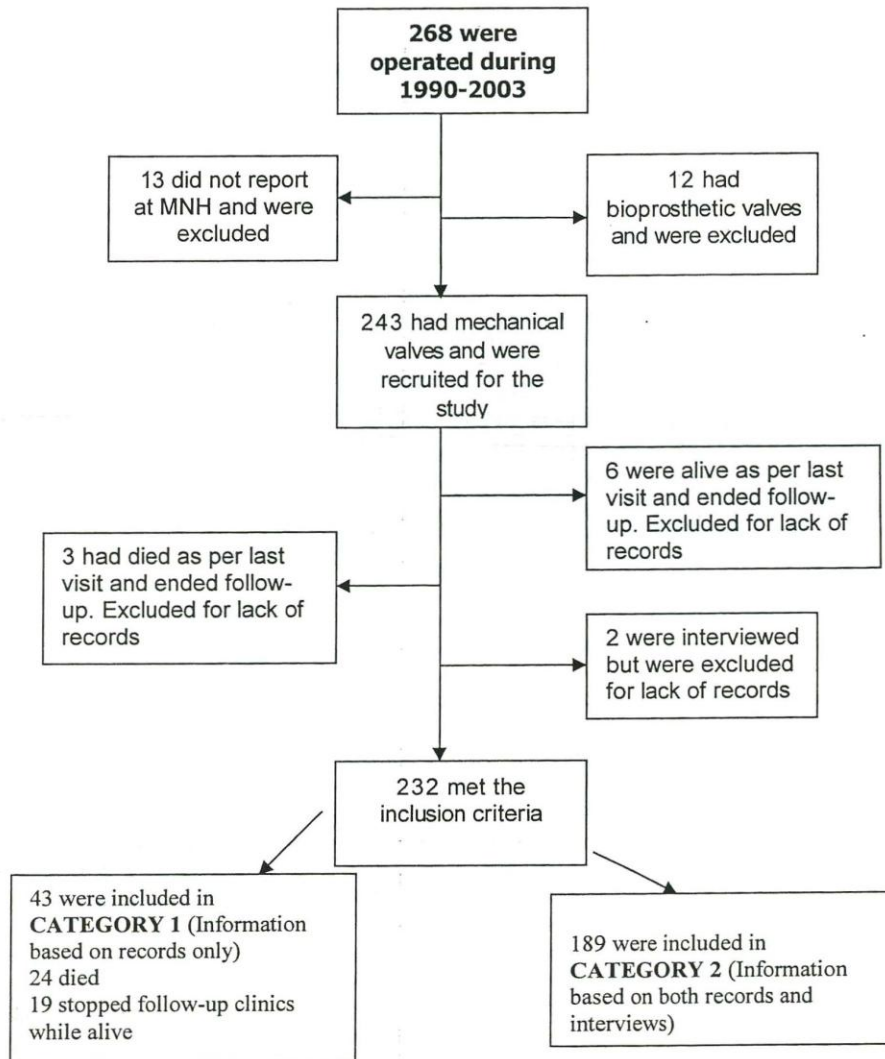 268 were
operated during
1990-2003
13 did not report
at MNH and were
excluded
12 had
bioprosthetic valves
and were excluded
243 had mechanical
valves and were
recruited for the
study
6 were alive as per last
visit and ended follow-
up. Excluded for lack of
records
3 had died as per last
visit and ended follow-
up. Excluded for lack of
records
2 were interviewed
but were excluded
for lack of records
232 met the
inclusion criteria
43 were included in
CATEGORY 1 (Information
based on records only)
24 died
19 stopped follow-up clinics
while alive
189 were included in
CATEGORY 2 (Information
based on both records and
interviews)